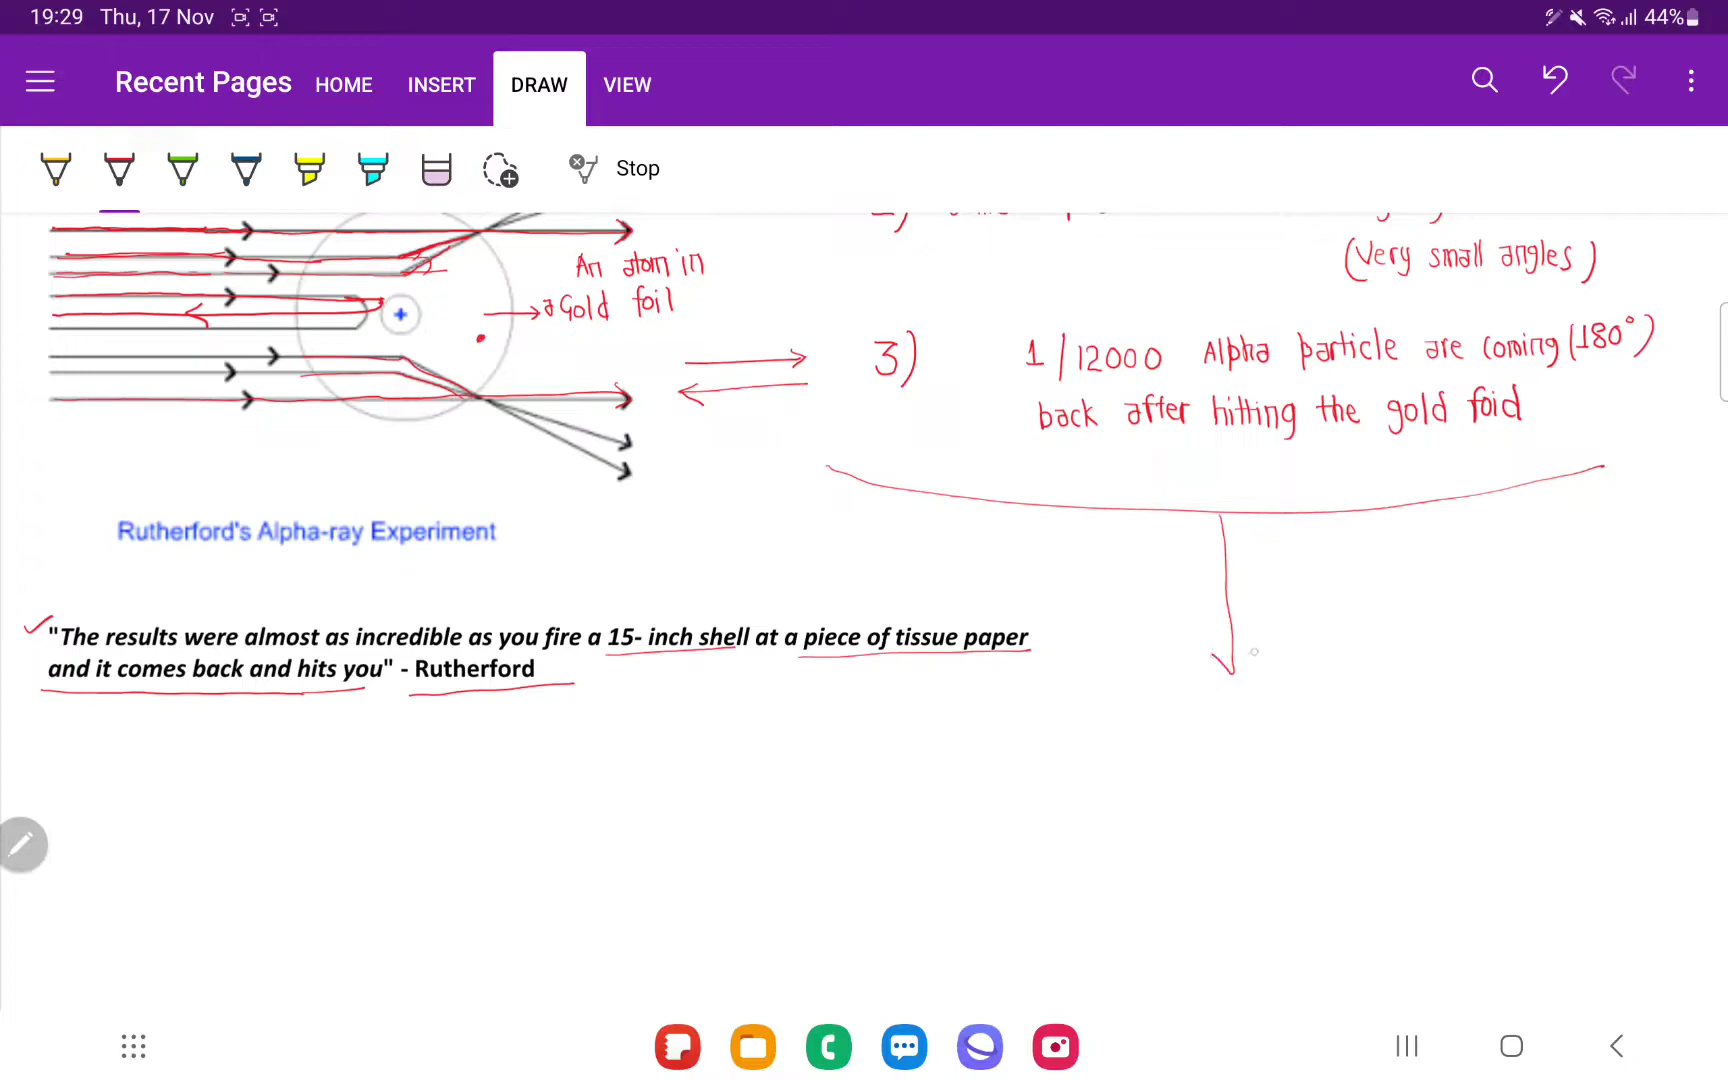 19:29 Thu, 17 Nov
44%
Recent Pages HOME INSERT DRAW VIEW
Stop
(Very small angles)
An atom in
a Gold foil
3) 1/12000 Alpha particle are coming (180°)
back after hitting the gold foid
Rutherford's Alpha-ray Experiment
"The results were almost as incredible as you fire a 15- inch shell at a piece of tissue paper
and it comes back and hits you" - Rutherford